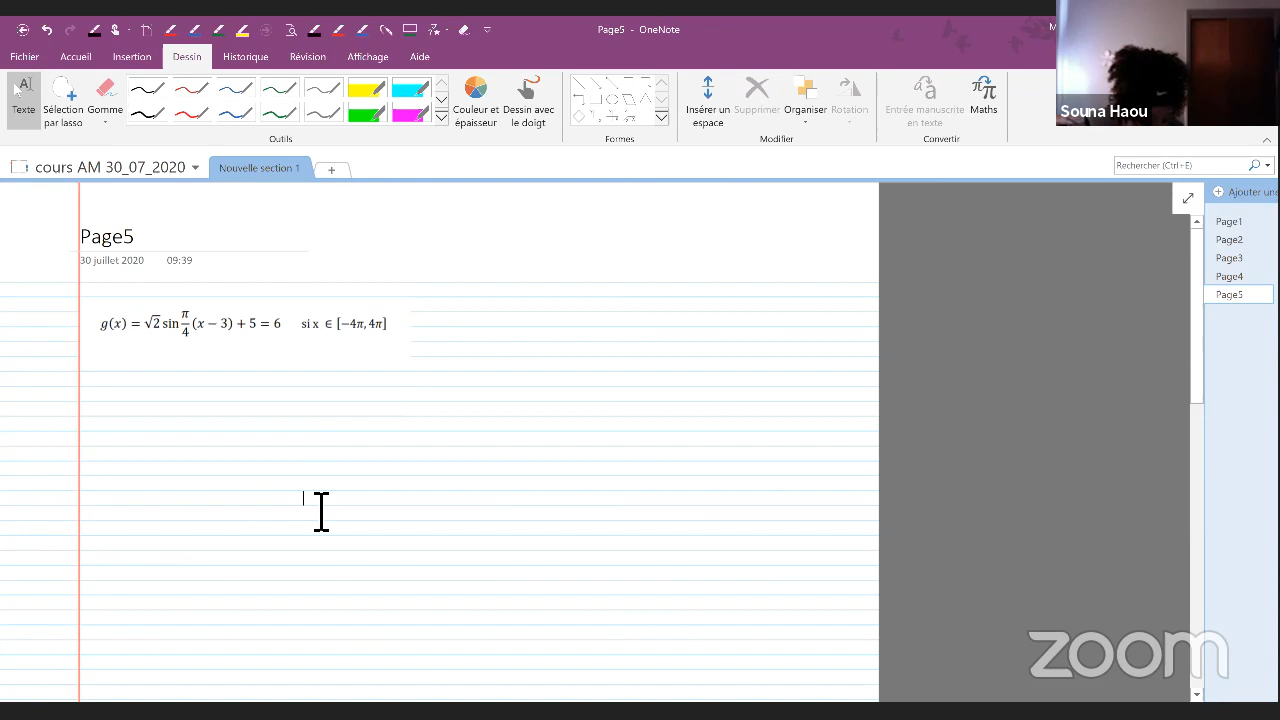 Page5 - OneNote
M
Fichier
Accueil
Insertion
Dessin
Historique
Révision
Affichage
Aide
Souna Haou
Texte
Sélection par lasso
Gomme
Couleur et épaisseur
Dessin avec le doigt
Insérer un espace
Supprimer
Organiser
Rotation
Entrée manuscrite en texte
Maths
Outils
Formes
Modifier
Convertir
cours AM 30_07_2020
Nouvelle section 1
+
Rechercher (Ctrl+E)
Ajouter une
Page1
Page2
Page3
Page4
Page5
Page5
30 juillet 2020 09:39
g(x) = √2 sin π/4 (x − 3) + 5 = 6 si x ∈ [−4π, 4π]
zoom